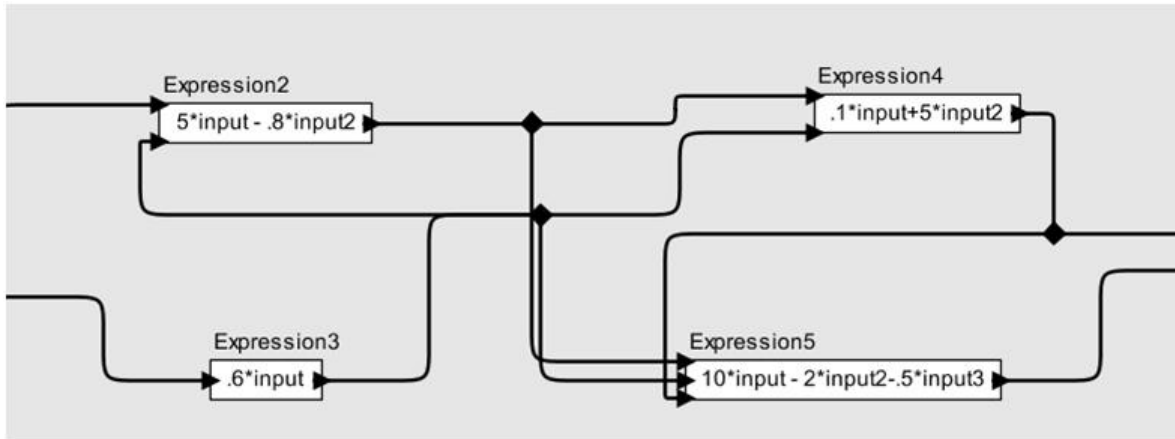 Expression2
5*input - .8*input2
Expression4
.1*input+5*input2
Expression3
.6*input
Expression5
10*input - 2*input2-.5*input3